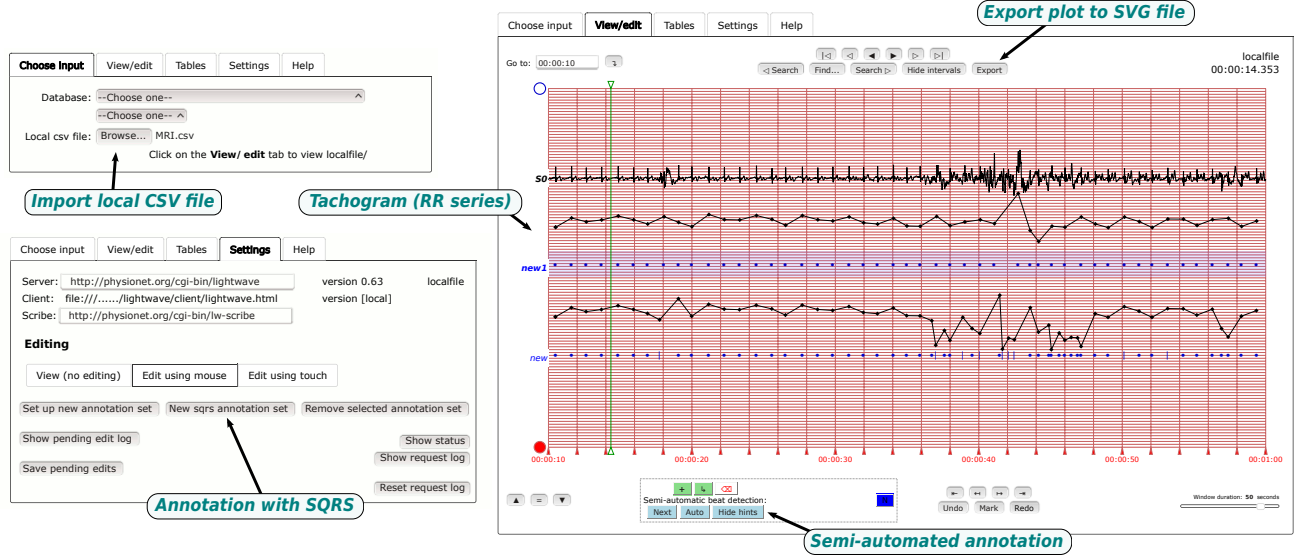 Choose input View/edit Tables Settings Help
Database: --Choose one-- ^
--Choose one-- ^
Local csv file: Browse... MRI.csv
Click on the View/ edit tab to view localfile/
Import local CSV file
Choose input View/edit Tables Settings Help
Server: http://physionet.org/cgi-bin/lightwave version 0.63 localfile
Client: file:///....../lightwave/client/lightwave.html version [local]
Scribe: http://physionet.org/cgi-bin/lw-scribe
Editing
View (no editing) Edit using mouse Edit using touch
Set up new annotation set New sqrs annotation set Remove selected annotation set
Show pending edit log Show status
Show request log
Save pending edits
Reset request log
Annotation with SQRS
Export plot to SVG file
Choose input View/edit Tables Settings Help
Go to: 00:00:10 ↴ |◁ ◁ ◀ ▶ ▷ ▷| localfile
◁ Search Find... Search ▷ Hide intervals Export 00:00:14.353
S0
Tachogram (RR series)
new1
new
00:00:10 00:00:20 00:00:30 00:00:40 00:00:50 00:01:00
▲ = ▼ + ↳ ⌫ ⇤ ↤ ↦ ⇥ Window duration: 50 seconds
Semi-automatic beat detection:
Next Auto Hide hints Undo Mark Redo
Semi-automated annotation